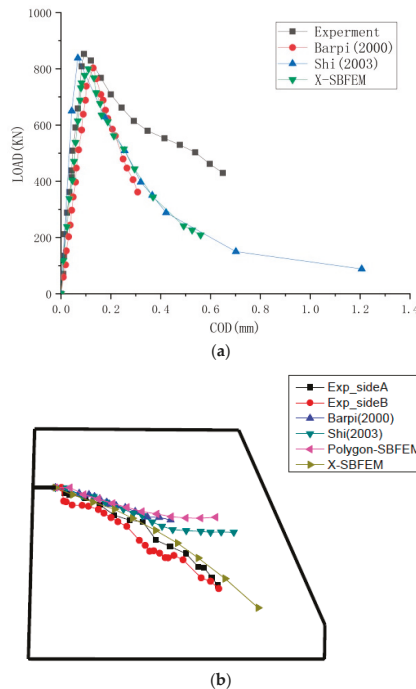 Experment
Barpi(2000)
Shi(2003)
X-SBFEM
LOAD(KN)
1000
800
600
400
200
0
0.0 0.2 0.4 0.6 0.8 1.0 1.2 1.4
COD(mm)
(a)
Exp_sideA
Exp_sideB
Barpi(2000)
Shi(2003)
Polygon-SBFEM
X-SBFEM
(b)